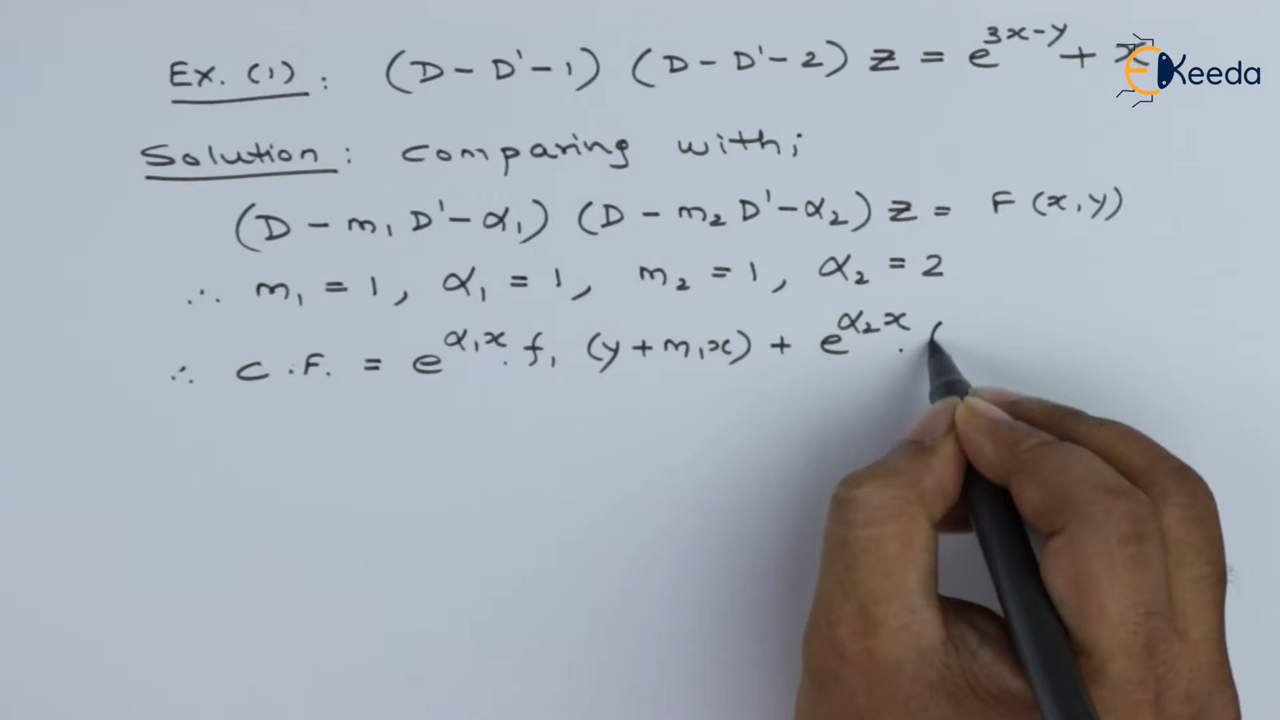 Ex. (1) : (D - D' - 1) (D - D' - 2) z = e^{3x-y} + x
Keeda
Solution : comparing with;
(D - m₁ D' - α₁) (D - m₂ D' - α₂) z = F (x, y)
∴ m₁ = 1, α₁ = 1, m₂ = 1, α₂ = 2
∴ C.F. = e^{α₁x} . f₁ (y + m₁x) + e^{α₂x} .